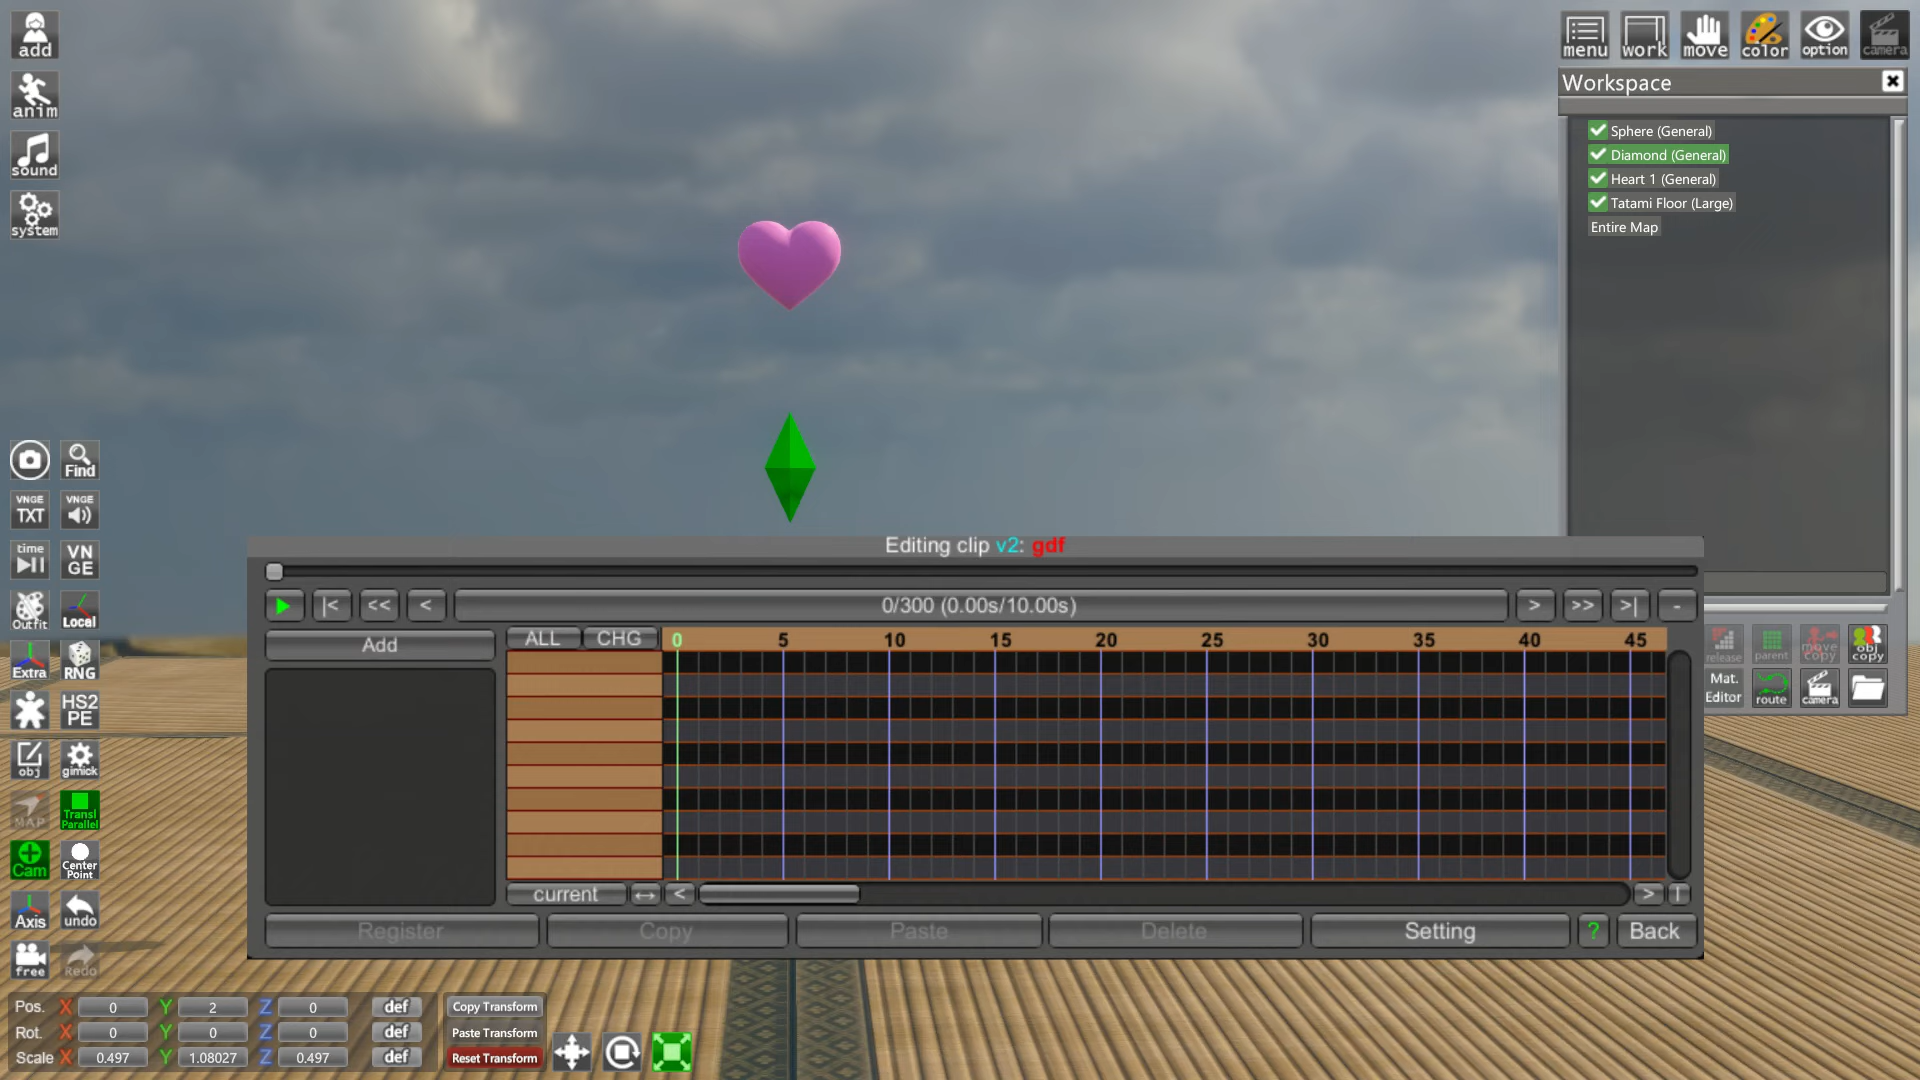 add
anim
sound
system
menu
work
move
color
option
camera
Workspace
Sphere (General)
Diamond (General)
Heart 1 (General)
Tatami Floor (Large)
Entire Map
Find
VNGE
TXT
VNGE
time
VN
GE
Outfit
Local
Extra
RNG
HS2
PE
obj
gimick
MAP
Transl
Parallel
Cam
Center
Point
Axis
undo
free
Redo
Editing clip v2: gdf
|<
<<
<
0/300 (0.00s/10.00s)
>
>>
>|
-
Add
ALL
CHG
0 5 10 15 20 25 30 35 40 45
current
↔
<
>
Register
Copy
Paste
Delete
Setting
?
Back
release
parent
move
copy
obj
copy
Mat.
Editor
route
camera
Pos. X 0 Y 2 Z 0 def
Rot. X 0 Y 0 Z 0 def
Scale X 0.497 Y 1.08027 Z 0.497 def
Copy Transform
Paste Transform
Reset Transform